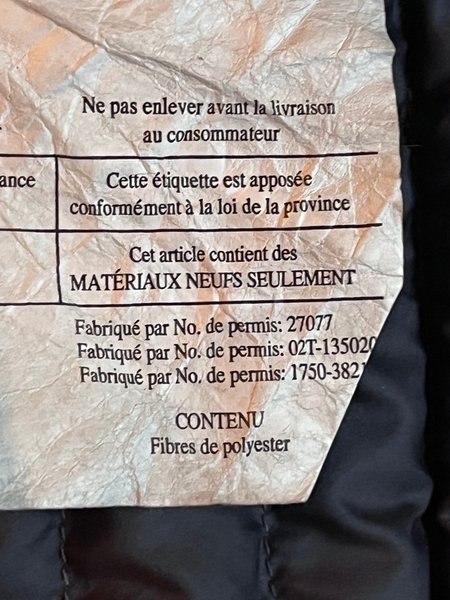 Ne pas enlever avant la livraison
au consommateur
ance
Cette étiquette est apposée
conformément à la loi de la province
Cet article contient des
MATÉRIAUX NEUFS SEULEMENT
Fabriqué par No. de permis: 27077
Fabriqué par No. de permis: 02T-135020
Fabriqué par No. de permis: 1750-382
CONTENU
Fibres de polyester